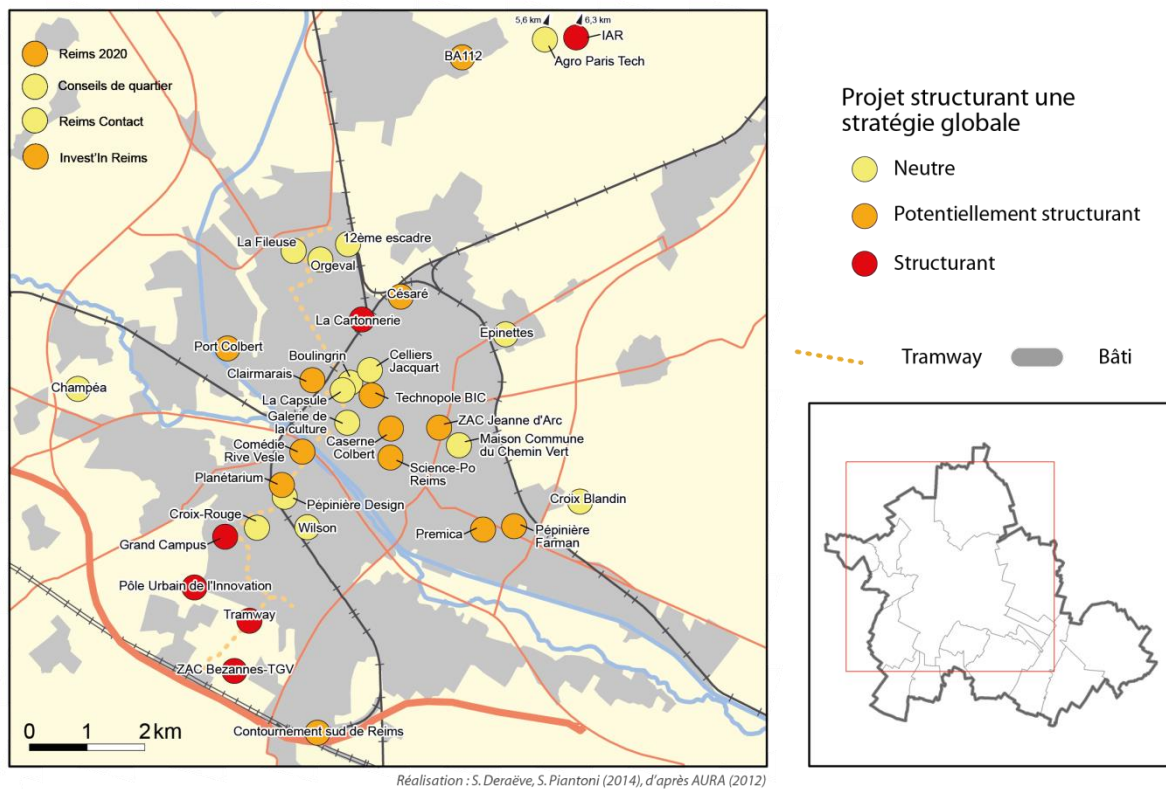 5,6 km
6,3 km
IAR
Agro Paris Tech
BA112
Reims 2020
Conseils de quartier
Reims Contact
Invest'In Reims
La Fileuse
12ème escadre
Orgeval
Césaré
La Cartonnerie
Epinettes
Port Colbert
Boulingrin
Celliers
Jacquart
Clairmarais
Champéa
La Capsule
Technopole BIC
Galerie de
la culture
ZAC Jeanne d'Arc
Caserne
Colbert
Maison Commune
du Chemin Vert
Comédie
Rive Vesle
Science-Po
Reims
Planétarium
Pépinière Design
Croix Blandin
Croix-Rouge
Wilson
Grand Campus
Premica
Pépinière
Farman
Pôle Urbain de l'Innovation
Tramway
ZAC Bezannes-TGV
Contournement sud de Reims
0 1 2 km
Réalisation : S. Deraëve, S. Piantoni (2014), d'après AURA (2012)
Projet structurant une
stratégie globale
Neutre
Potentiellement structurant
Structurant
Tramway
Bâti